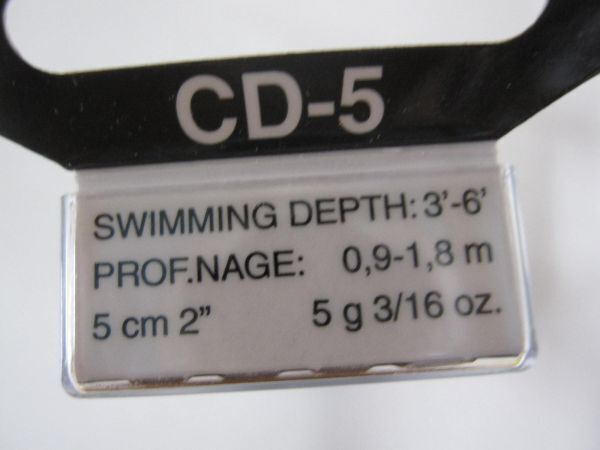 CD-5
SWIMMING DEPTH: 3'-6'
PROF.NAGE: 0,9-1,8 m
5 cm 2" 5 g 3/16 oz.